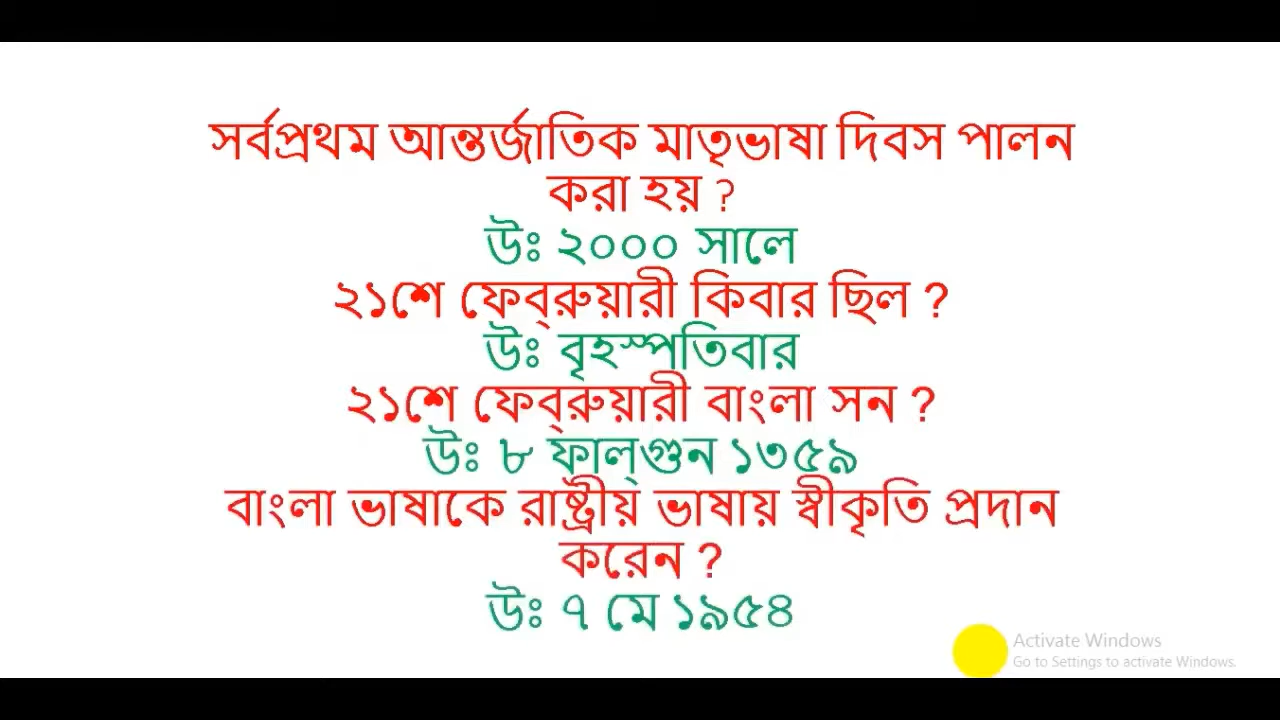 সর্বপ্রথম আন্তর্জাতিক মাতৃভাষা দিবস পালন
করা হয় ?
উঃ ২০০০ সালে
২১শে ফেব্‌রুয়ারী কিবার ছিল ?
উঃ বৃহস্পতিবার
২১শে ফেব্‌রুয়ারী বাংলা সন ?
উঃ ৮ ফাল্‌গুন ১৩৫৯
বাংলা ভাষাকে রাষ্ট্রীয় ভাষায় স্বীকৃতি প্রদান
করেন ?
উঃ ৭ মে ১৯৫৪
Activate Windows
Go to Settings to activate Windows.